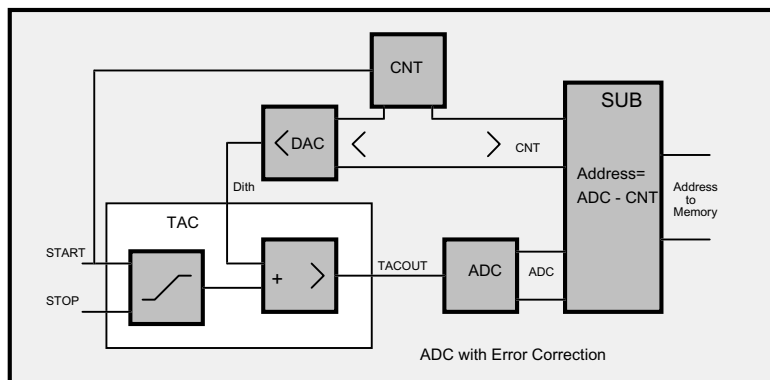 CNT
SUB
< DAC
< >
CNT
Dith
Address=
ADC - CNT
Address
to
Memory
TAC
START
STOP
+ >
TACOUT
ADC
ADC
ADC with Error Correction